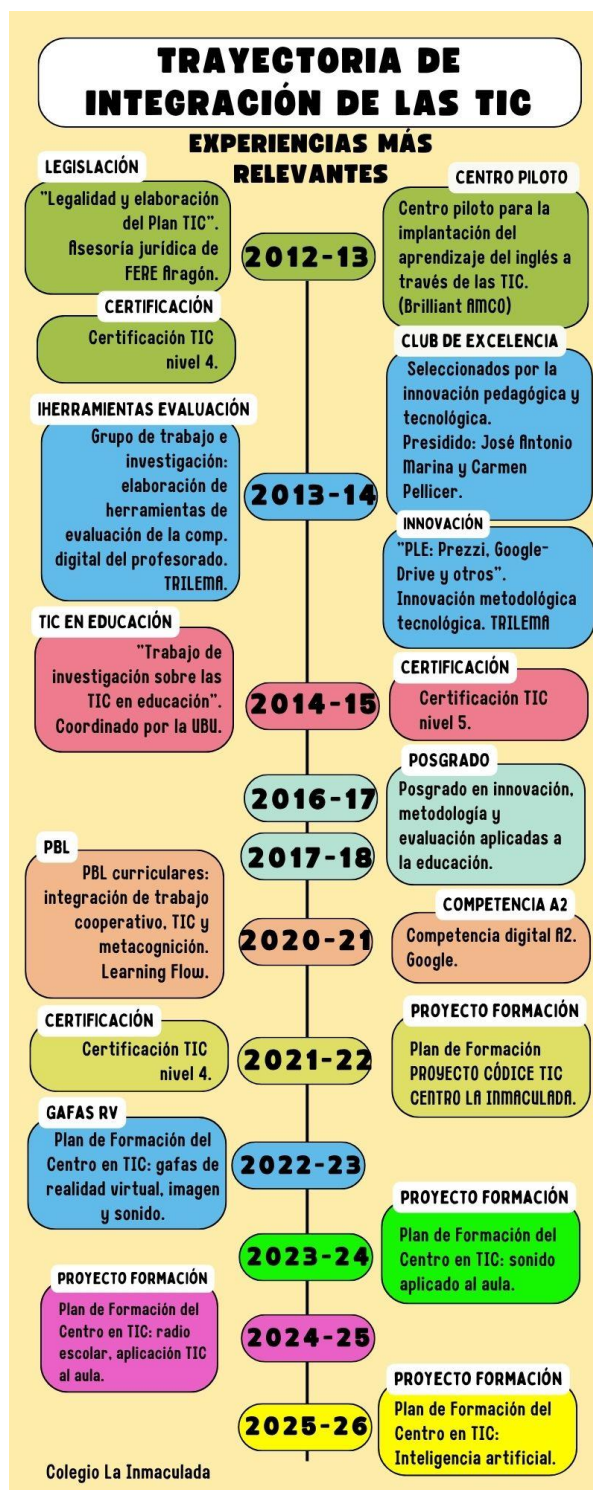 TRAYECTORIA DE
INTEGRACIÓN DE LAS TIC
EXPERIENCIAS MÁS
RELEVANTES
LEGISLACIÓN
"Legalidad y elaboración
del Plan TIC".
Asesoría jurídica de
FERE Aragón.
CENTRO PILOTO
Centro piloto para la
implantación del
aprendizaje del inglés a
través de las TIC.
(Brilliant AMCO)
2012-13
CERTIFICACIÓN
Certificación TIC
nivel 4.
CLUB DE EXCELENCIA
Seleccionados por la
innovación pedagógica y
tecnológica.
Presidido: José Antonio
Marina y Carmen
Pellicer.
IHERRAMIENTAS EVALUACIÓN
Grupo de trabajo e
investigación:
elaboración de
herramientas de
evaluación de la comp.
digital del profesorado.
TRILEMA.
2013-14
INNOVACIÓN
"PLE: Prezzi, Google-
Drive y otros".
Innovación metodológica
tecnológica. TRILEMA
TIC EN EDUCACIÓN
"Trabajo de
investigación sobre las
TIC en educación".
Coordinado por la UBU.
2014-15
CERTIFICACIÓN
Certificación TIC
nivel 5.
2016-17
POSGRADO
Posgrado en innovación,
metodología y
evaluación aplicadas a
la educación.
2017-18
PBL
PBL curriculares:
integración de trabajo
cooperativo, TIC y
metacognición.
Learning Flow.
2020-21
COMPETENCIA A2
Competencia digital A2.
Google.
CERTIFICACIÓN
Certificación TIC
nivel 4.
2021-22
PROYECTO FORMACIÓN
Plan de Formación
PROYECTO CÓDICE TIC
CENTRO LA INMACULADA.
GAFAS RV
Plan de Formación del
Centro en TIC: gafas de
realidad virtual, imagen
y sonido.
2022-23
PROYECTO FORMACIÓN
Plan de Formación del
Centro en TIC: sonido
aplicado al aula.
2023-24
PROYECTO FORMACIÓN
Plan de Formación del
Centro en TIC: radio
escolar, aplicación TIC
al aula.
2024-25
PROYECTO FORMACIÓN
Plan de Formación del
Centro en TIC:
Inteligencia artificial.
2025-26
Colegio La Inmaculada